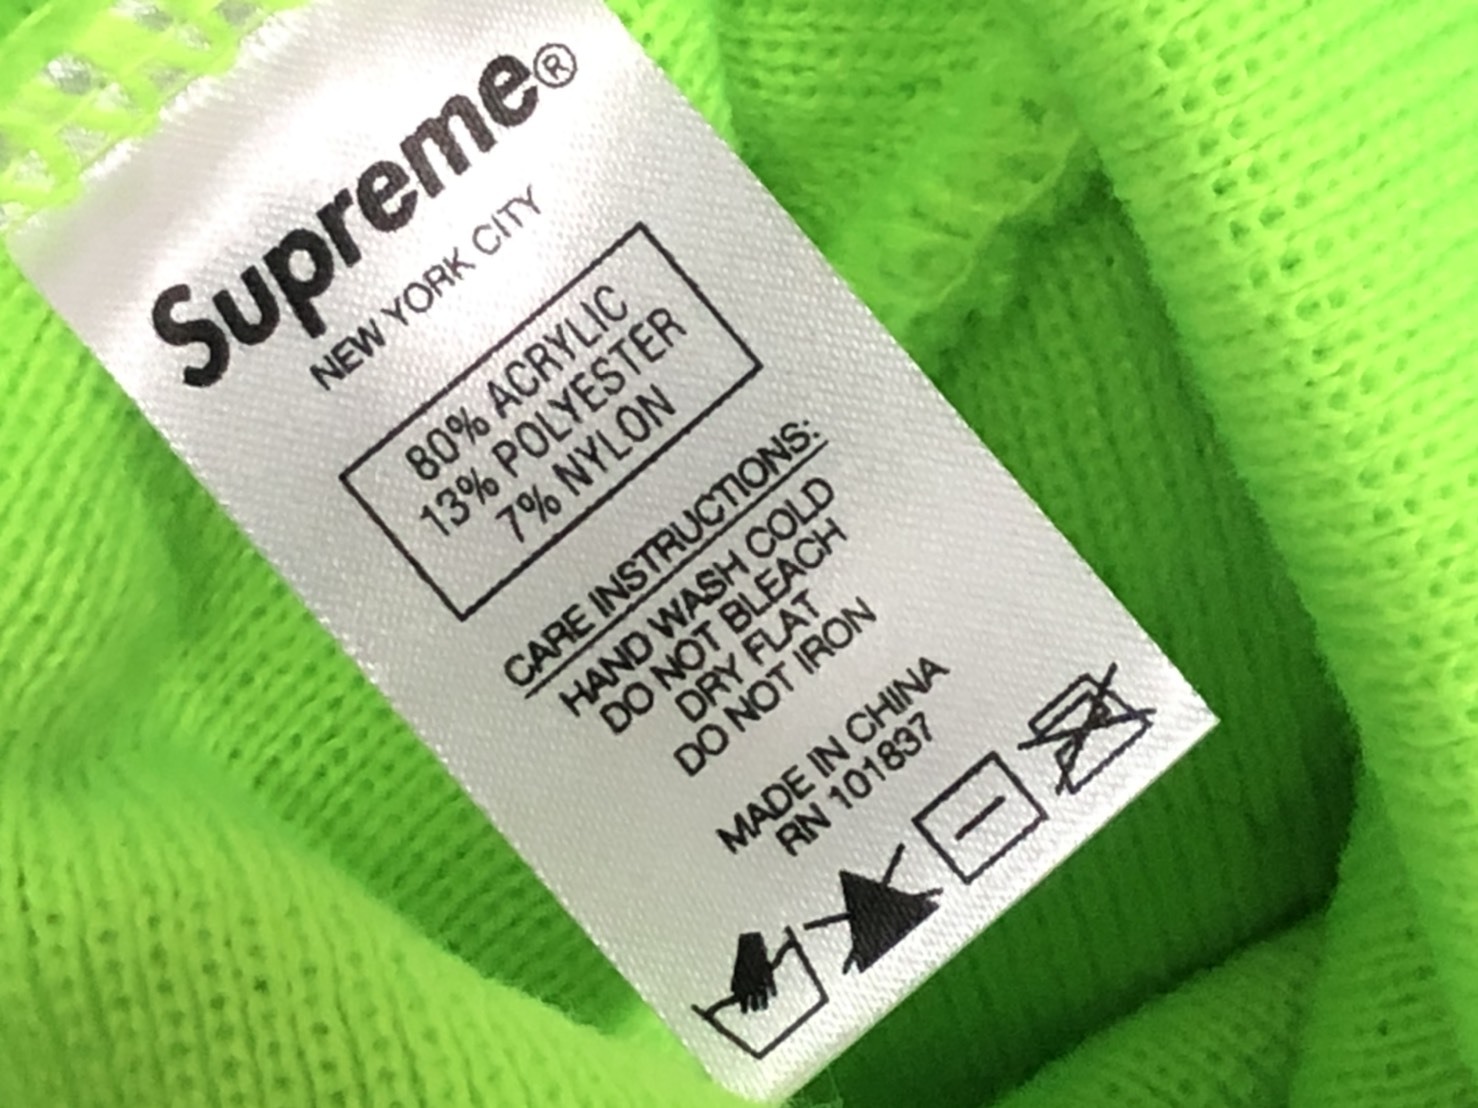 Supreme®
NEW YORK CITY
80% ACRYLIC
13% POLYESTER
7% NYLON
CARE INSTRUCTIONS:
HAND WASH COLD
DO NOT BLEACH
DRY FLAT
DO NOT IRON
MADE IN CHINA
RN 101837